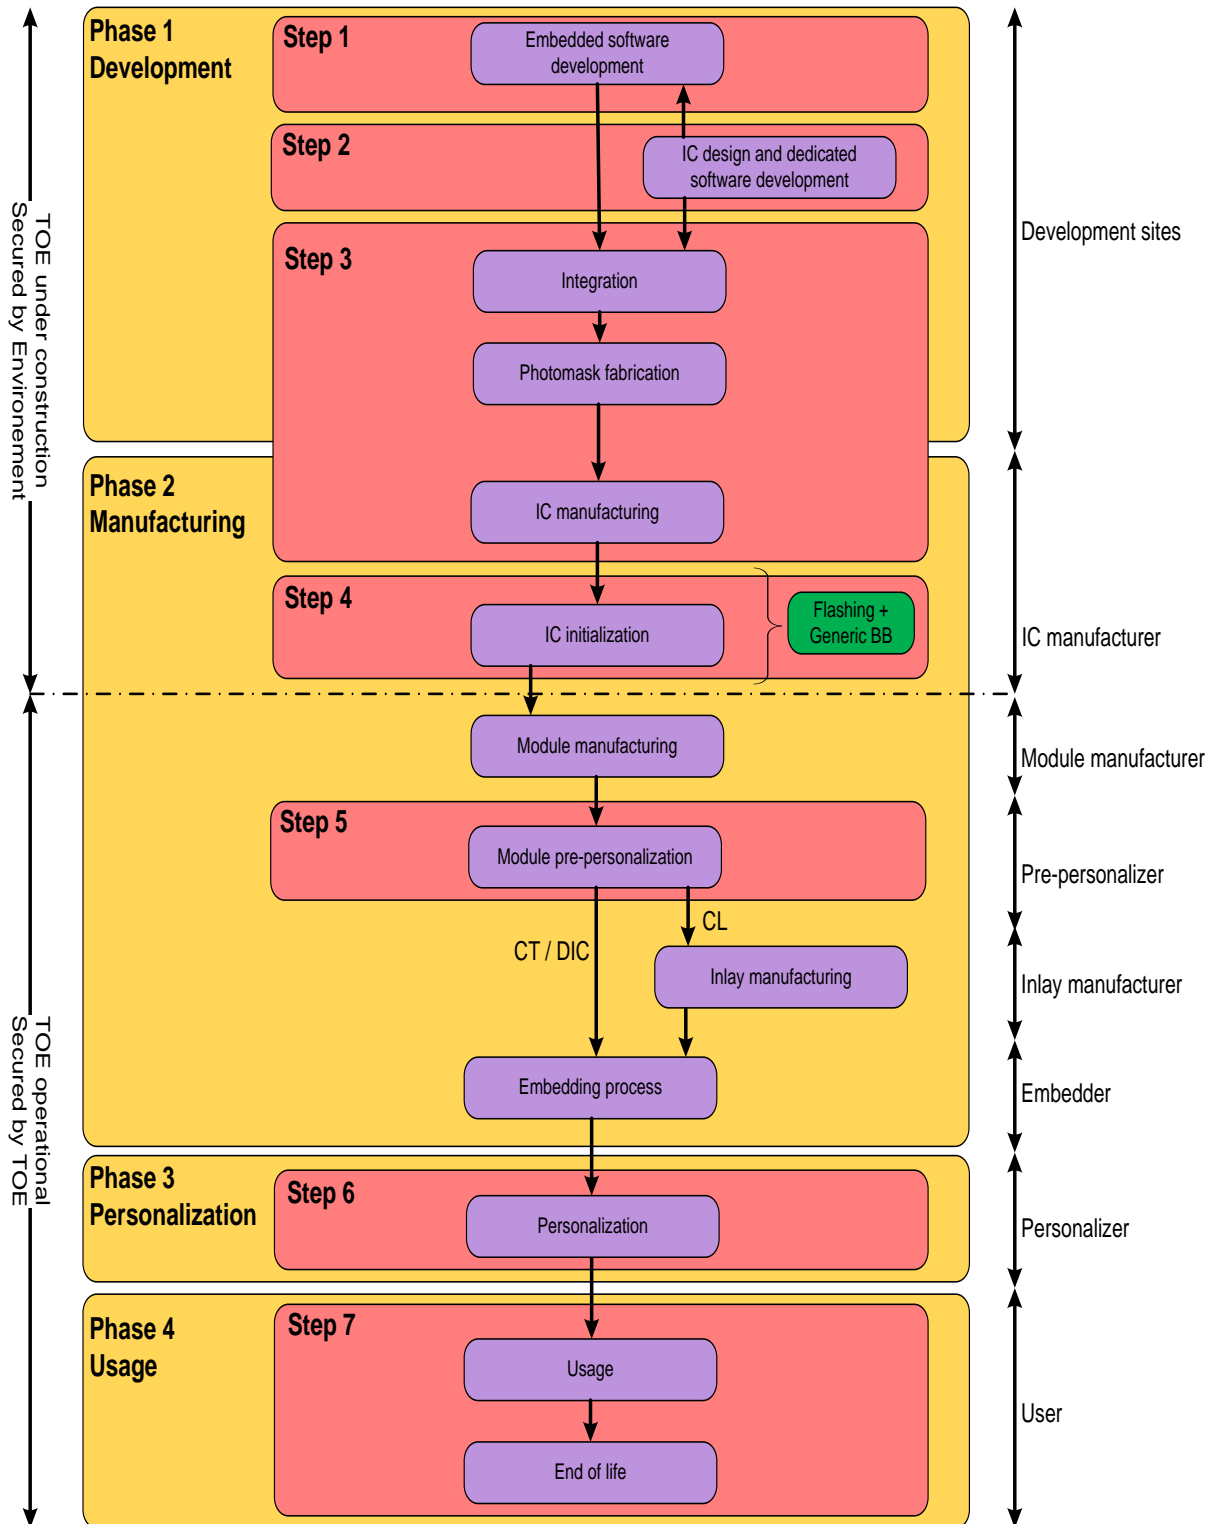 Phase 1
Development
Step 1
Embedded software
development
Step 2
IC design and dedicated
software development
Step 3
Integration
Photomask fabrication
Development sites
TOE under construction
Secured by Environement
Phase 2
Manufacturing
IC manufacturing
Step 4
IC initialization
Flashing +
Generic BB
IC manufacturer
Module manufacturing
Module manufacturer
Step 5
Module pre-personalization
Pre-personalizer
CL
CT / DIC
Inlay manufacturing
Inlay manufacturer
TOE operational
Secured by TOE
Embedding process
Embedder
Phase 3
Personalization
Step 6
Personalization
Personalizer
Phase 4
Usage
Step 7
Usage
End of life
User